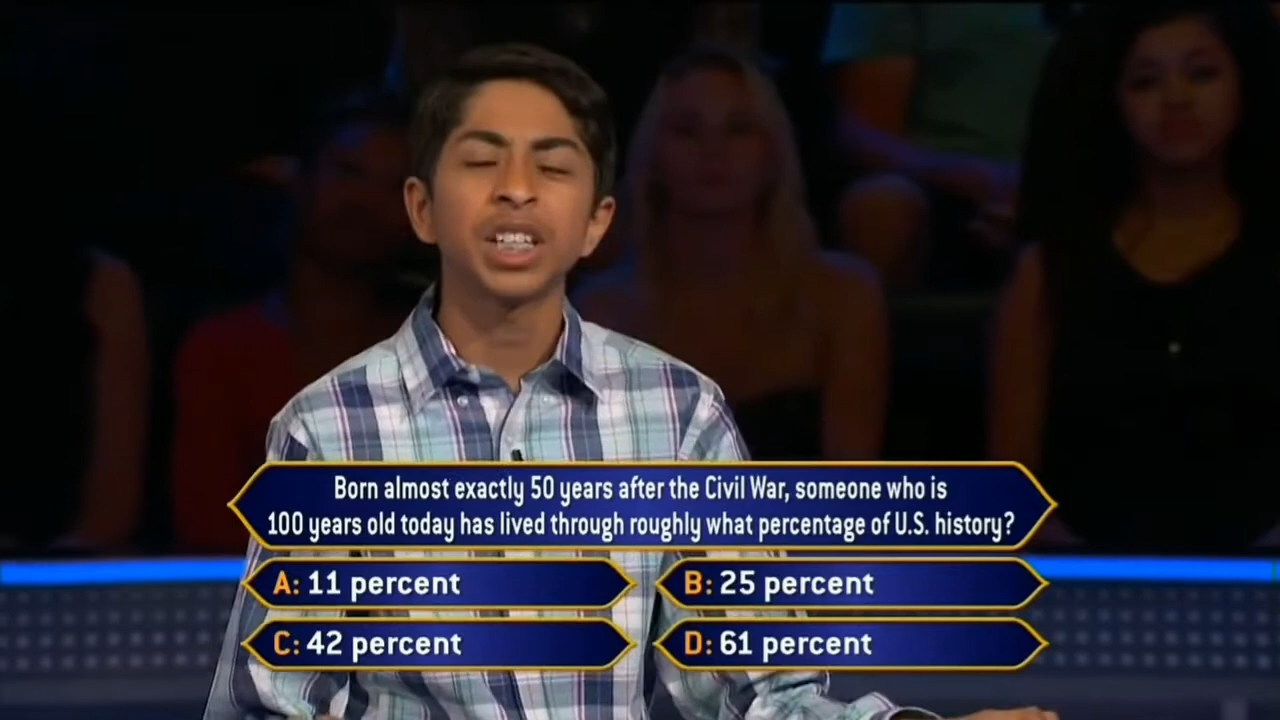 Born almost exactly 50 years after the Civil War, someone who is
100 years old today has lived through roughly what percentage of U.S. history?
A: 11 percent
B: 25 percent
C: 42 percent
D: 61 percent